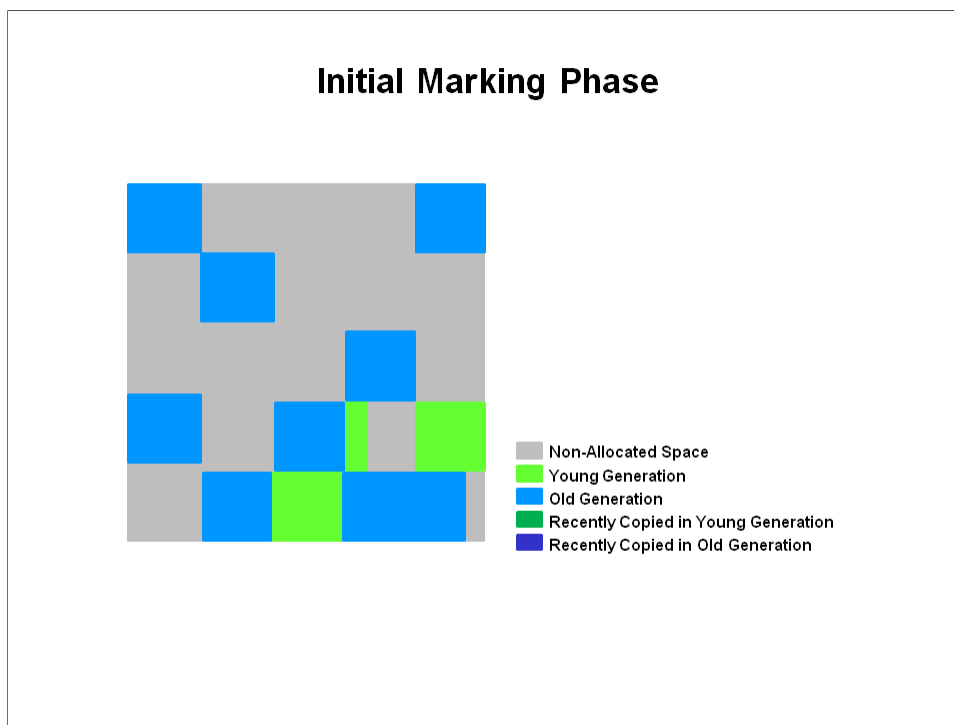 Initial Marking Phase
Non-Allocated Space
Young Generation
Old Generation
Recently Copied in Young Generation
Recently Copied in Old Generation